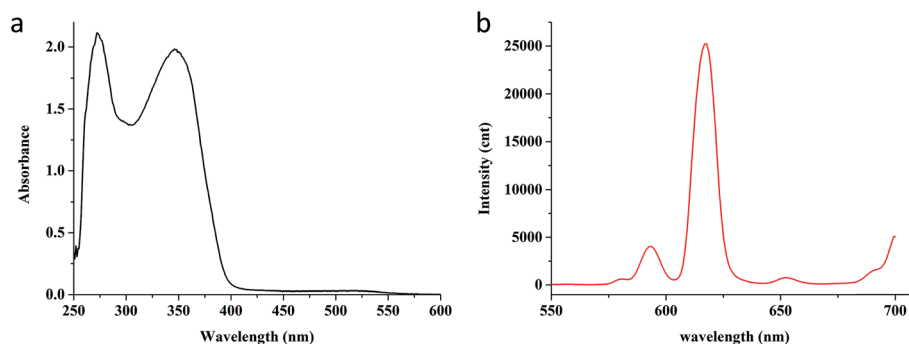 a
2.0
1.5
1.0
0.5
0.0
Absorbance
250 300 350 400 450 500 550 600
Wavelength (nm)
b
25000
20000
15000
10000
5000
0
Intensity (cnt)
550 600 650 700
wavelength (nm)